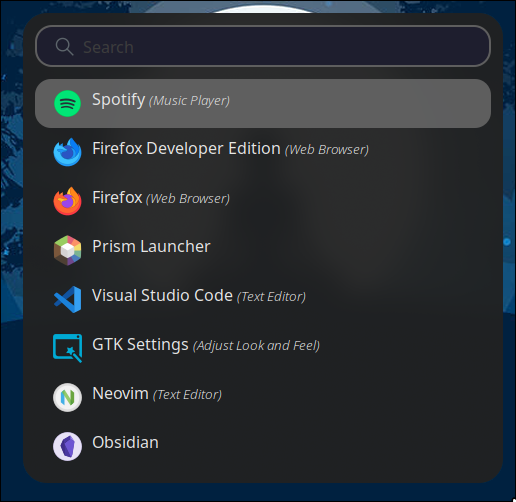 Search
Spotify (Music Player)
Firefox Developer Edition (Web Browser)
Firefox (Web Browser)
Prism Launcher
Visual Studio Code (Text Editor)
GTK Settings (Adjust Look and Feel)
Neovim (Text Editor)
Obsidian